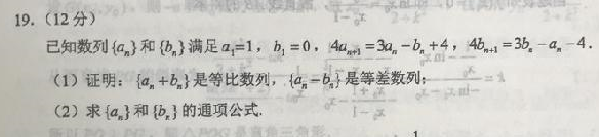 19.（12分）
已知数列{aₙ}和{bₙ}满足a₁=1，b₁=0，4aₙ₊₁=3aₙ-bₙ+4，4bₙ₊₁=3bₙ-aₙ-4.
（1）证明：{aₙ+bₙ}是等比数列，{aₙ-bₙ}是等差数列；
（2）求{aₙ}和{bₙ}的通项公式.